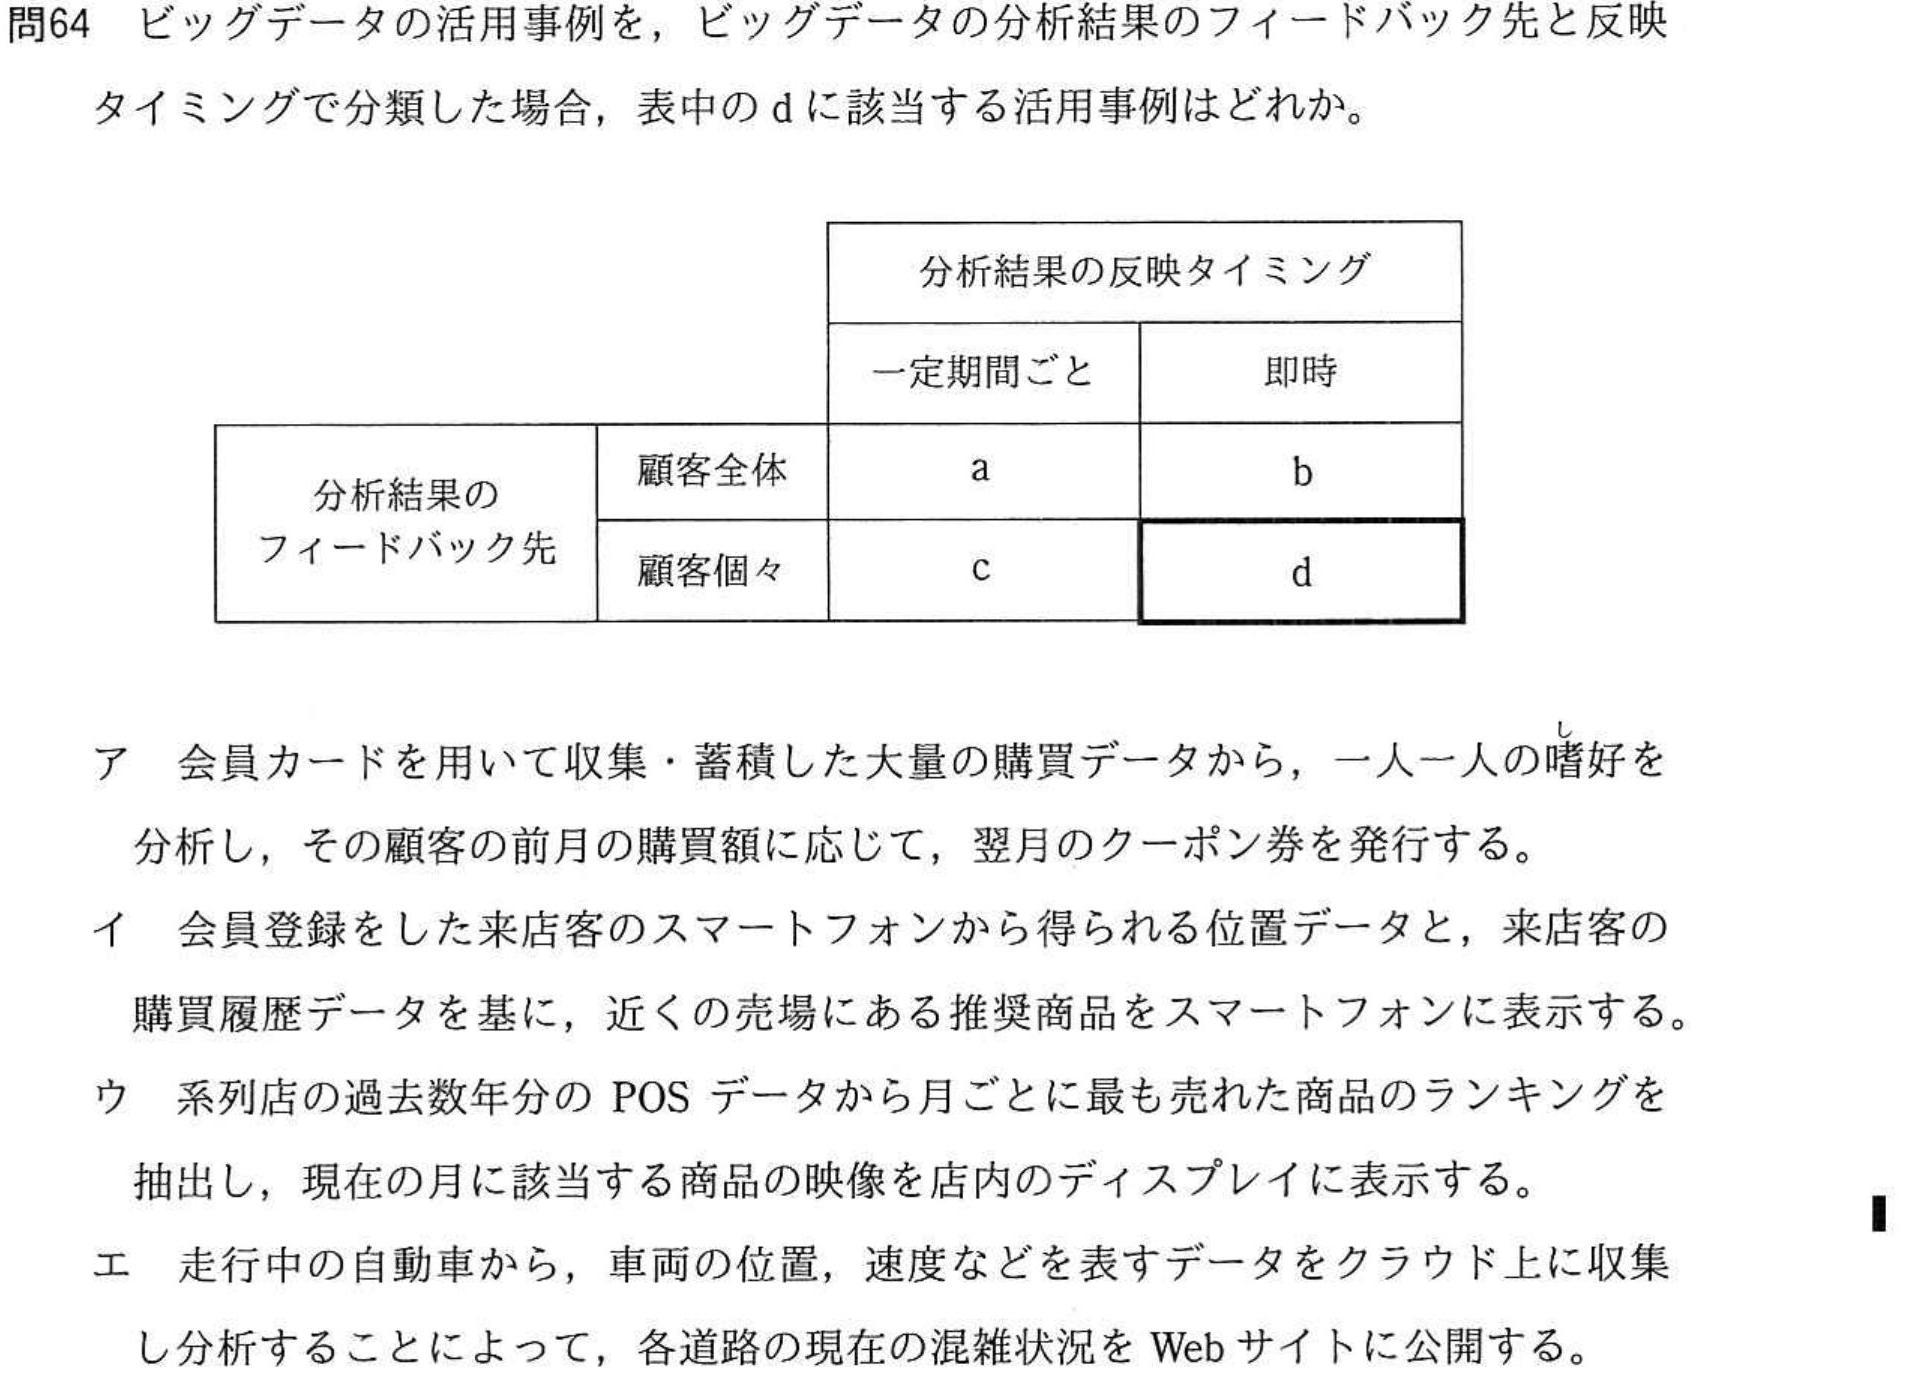 問64 ビッグデータの活用事例を，ビッグデータの分析結果のフィードバック先と反映
タイミングで分類した場合，表中のdに該当する活用事例はどれか。
分析結果の反映タイミング
一定期間ごと 即時
分析結果の
フィードバック先
顧客全体 a b
顧客個々 c d
し
ア 会員カードを用いて収集・蓄積した大量の購買データから，一人一人の嗜好を
分析し，その顧客の前月の購買額に応じて，翌月のクーポン券を発行する。
イ 会員登録をした来店客のスマートフォンから得られる位置データと，来店客の
購買履歴データを基に，近くの売場にある推奨商品をスマートフォンに表示する。
ウ 系列店の過去数年分の POS データから月ごとに最も売れた商品のランキングを
抽出し，現在の月に該当する商品の映像を店内のディスプレイに表示する。
エ 走行中の自動車から，車両の位置，速度などを表すデータをクラウド上に収集
し分析することによって，各道路の現在の混雑状況を Web サイトに公開する。